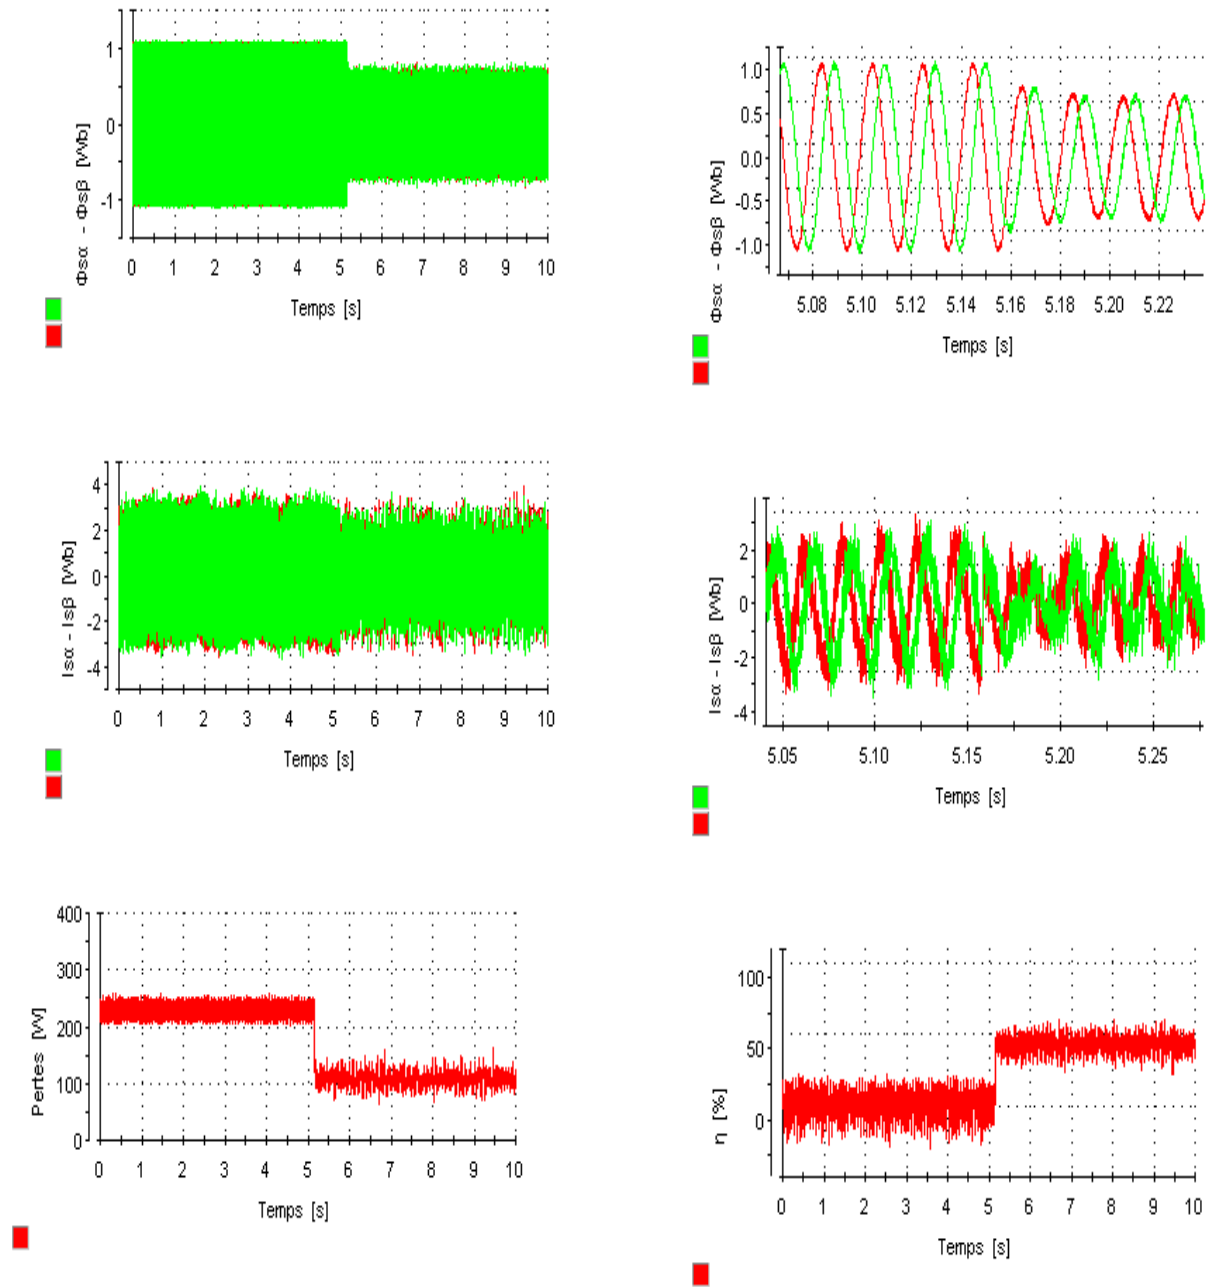 1
0
-1
Φsα - Φsβ [Wb]
0 1 2 3 4 5 6 7 8 9 10
Temps [s]
1.0
0.5
0.0
-0.5
-1.0
Φsα - Φsβ [Wb]
5.08 5.10 5.12 5.14 5.16 5.18 5.20 5.22
Temps [s]
4
2
0
-2
-4
Isα - Isβ [Wb]
0 1 2 3 4 5 6 7 8 9 10
Temps [s]
2
0
-2
-4
Isα - Isβ [Wb]
5.05 5.10 5.15 5.20 5.25
Temps [s]
400
300
200
100
0
Pertes [W]
0 1 2 3 4 5 6 7 8 9 10
Temps [s]
100
50
0
η [%]
0 1 2 3 4 5 6 7 8 9 10
Temps [s]